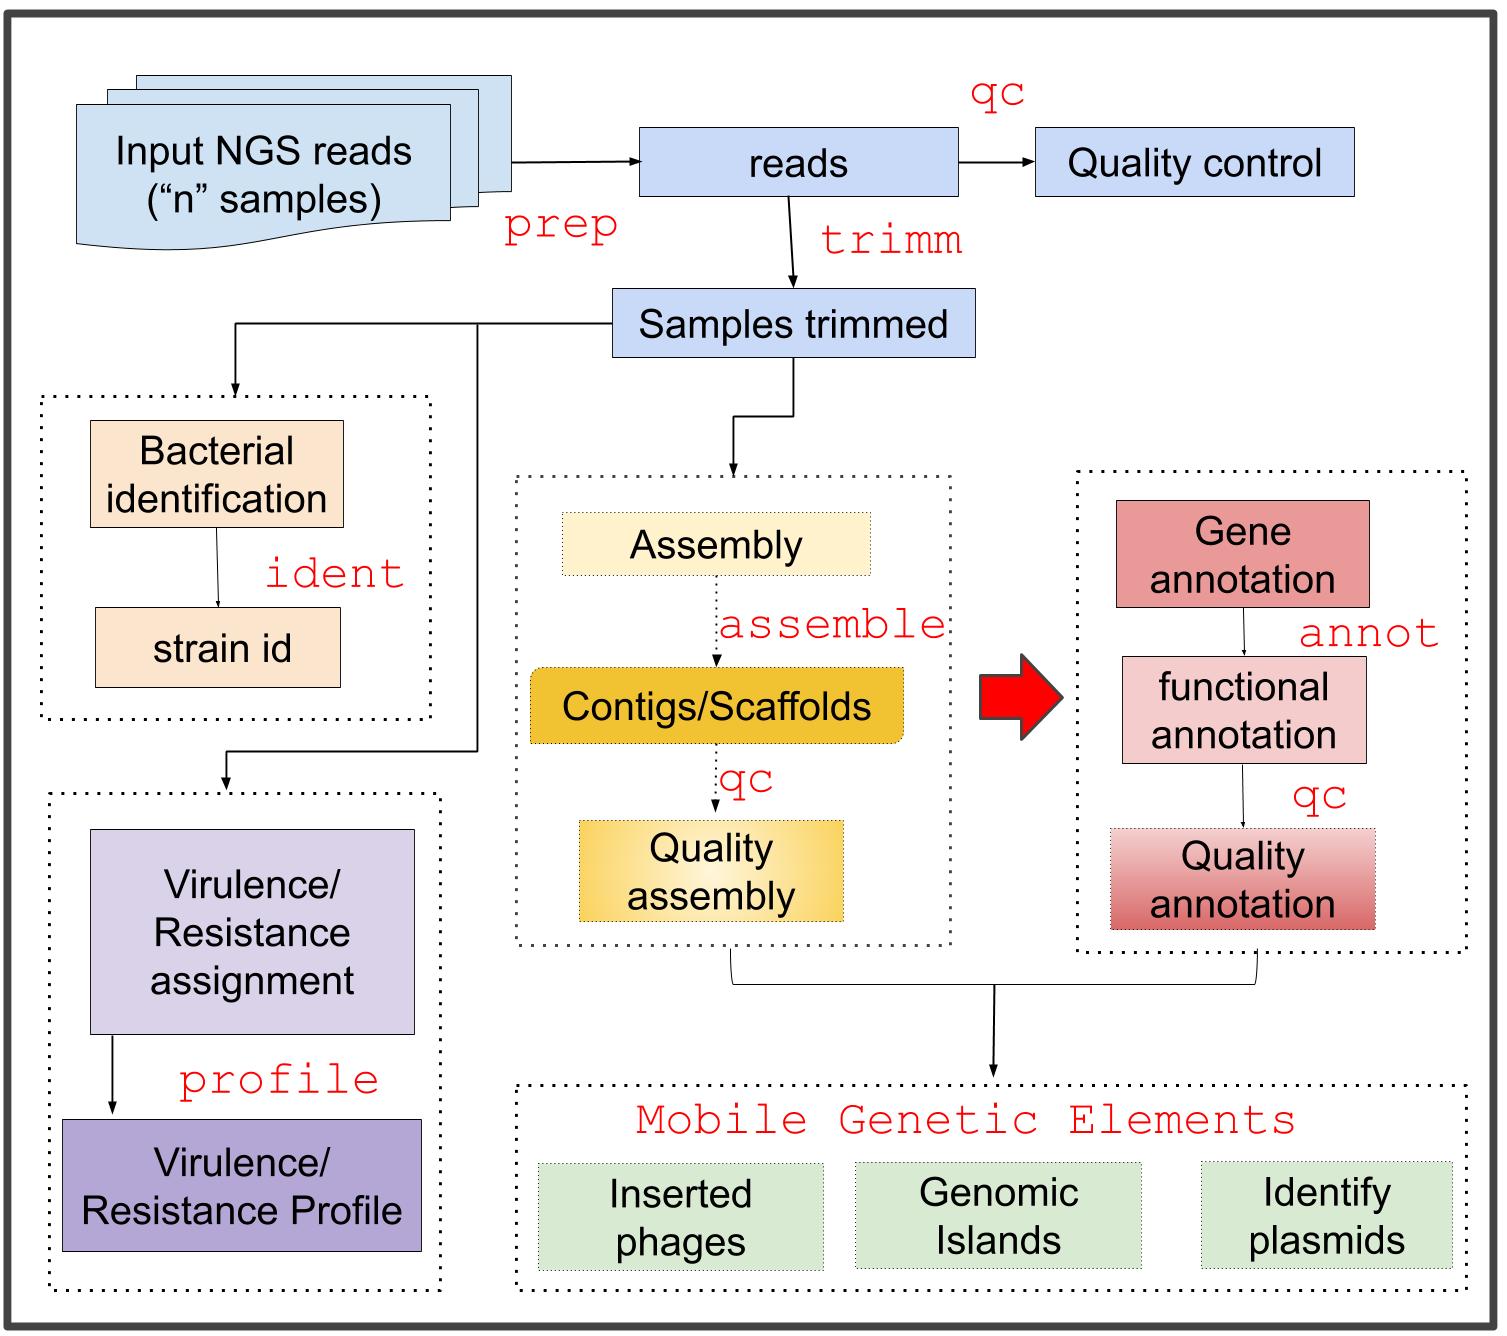 Input NGS reads
(“n” samples)
prep
reads
qc
Quality control
trimm
Samples trimmed
Bacterial
identification
ident
strain id
Virulence/
Resistance
assignment
profile
Virulence/
Resistance Profile
Assembly
assemble
Contigs/Scaffolds
qc
Quality
assembly
Gene
annotation
annot
functional
annotation
qc
Quality
annotation
Mobile Genetic Elements
Inserted
phages
Genomic
Islands
Identify
plasmids